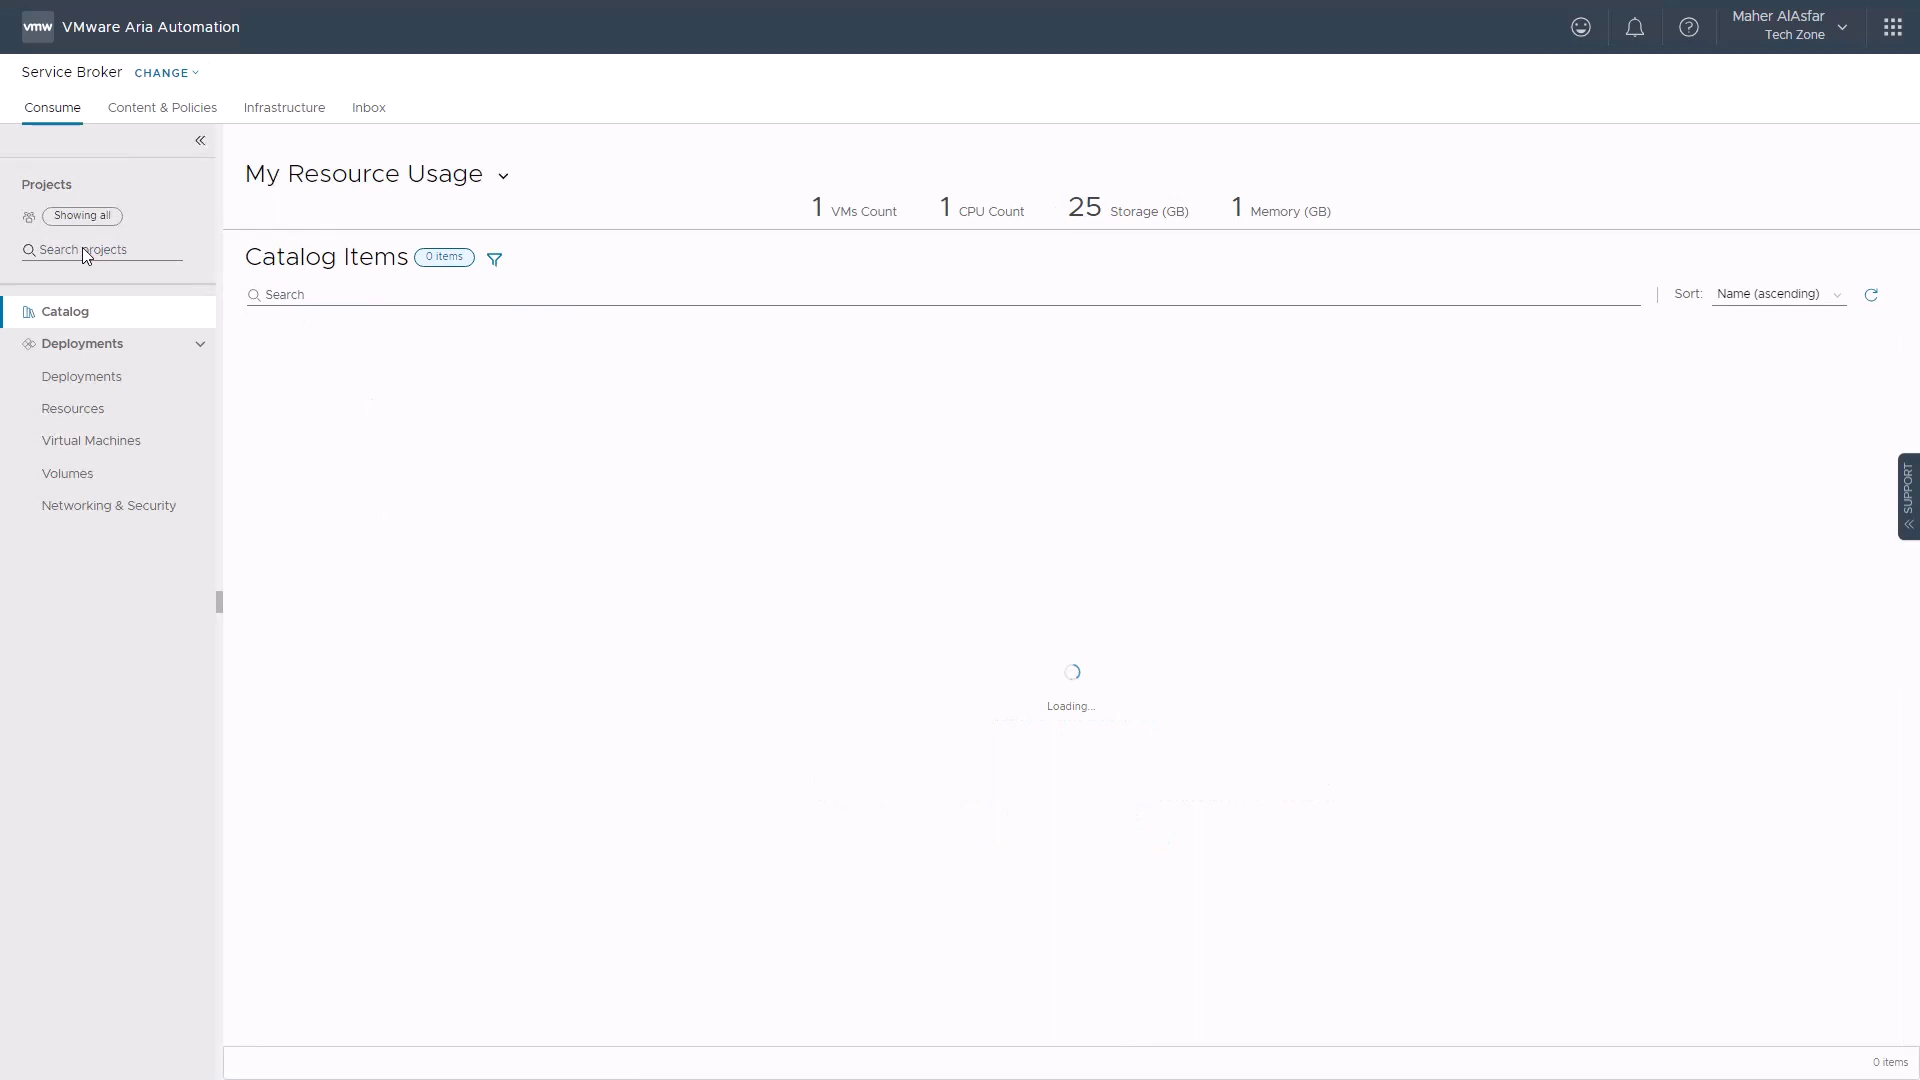 vmw VMware Aria Automation
Maher AlAsfar
Tech Zone
Service Broker CHANGE
Consume Content & Policies Infrastructure Inbox
Projects
Showing all
Search projects
Catalog
Deployments
Deployments
Resources
Virtual Machines
Volumes
Networking & Security
My Resource Usage
1 VMs Count 1 CPU Count 25 Storage (GB) 1 Memory (GB)
Catalog Items 0 items
Search
Sort: Name (ascending)
Loading...
SUPPORT
0 items